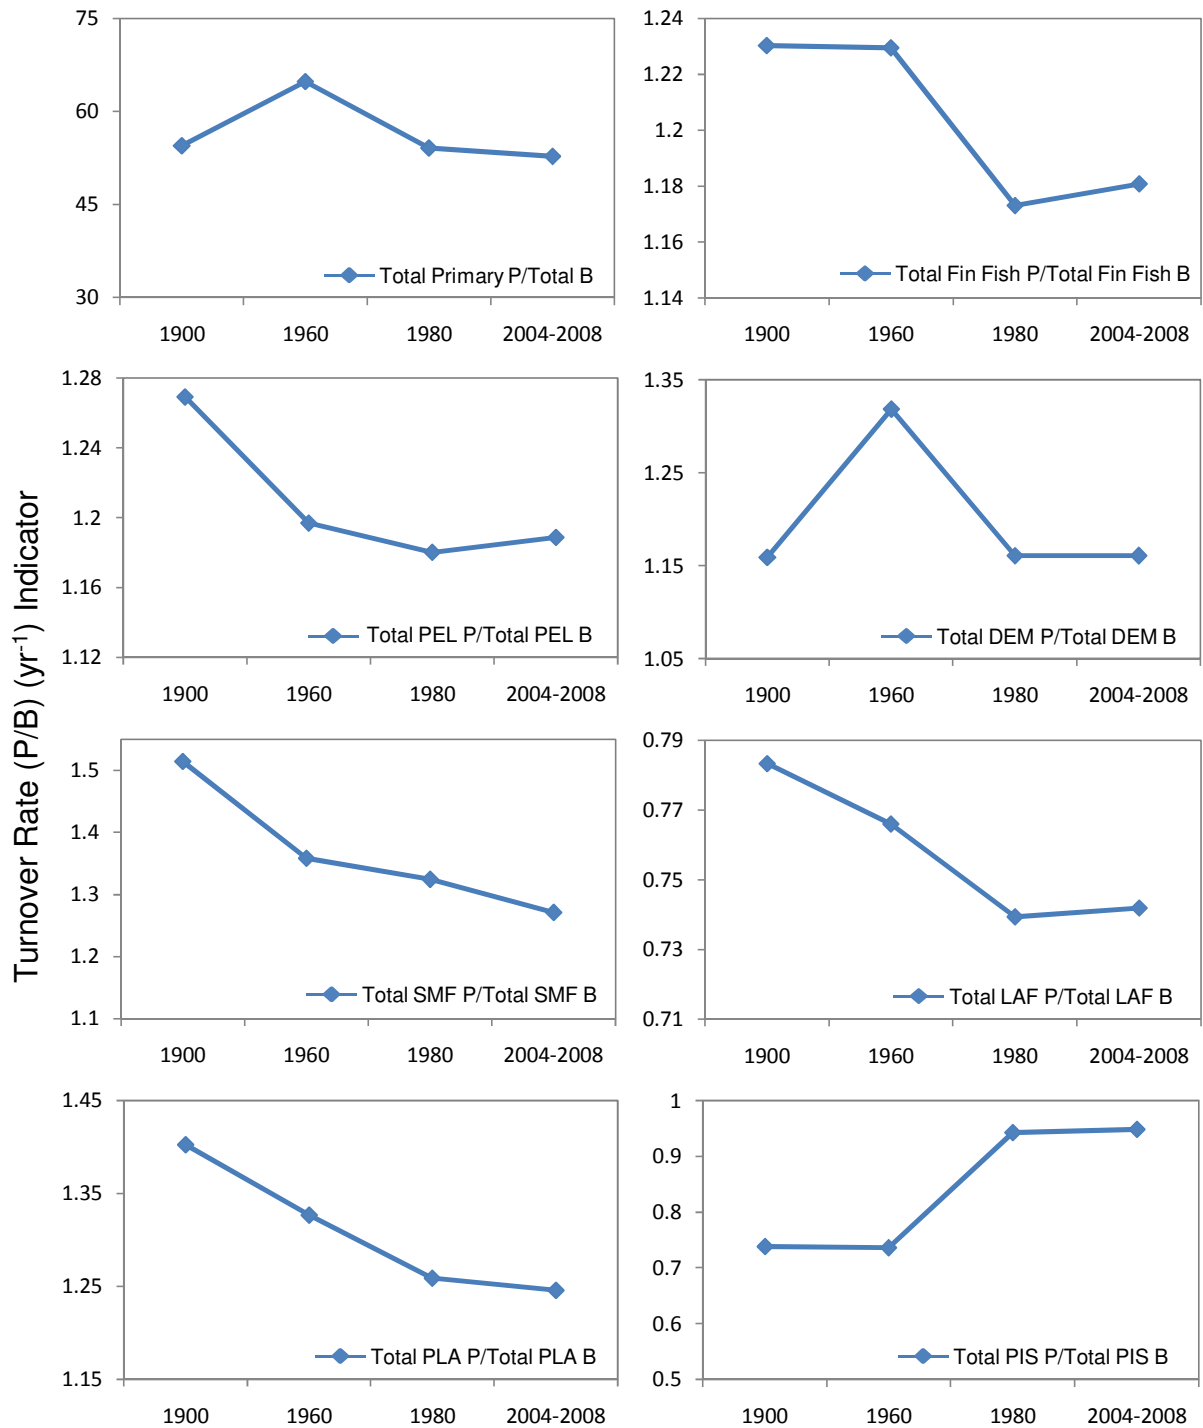 Turnover Rate (P/B) (yr-1) Indicator
75
60
45
30
Total Primary P/Total B
1900 1960 1980 2004-2008
1.24
1.22
1.2
1.18
1.16
1.14
Total Fin Fish P/Total Fin Fish B
1900 1960 1980 2004-2008
1.28
1.24
1.2
1.16
1.12
Total PEL P/Total PEL B
1900 1960 1980 2004-2008
1.35
1.25
1.15
1.05
Total DEM P/Total DEM B
1900 1960 1980 2004-2008
1.5
1.4
1.3
1.2
1.1
Total SMF P/Total SMF B
1900 1960 1980 2004-2008
0.79
0.77
0.75
0.73
0.71
Total LAF P/Total LAF B
1900 1960 1980 2004-2008
1.45
1.35
1.25
1.15
Total PLA P/Total PLA B
1900 1960 1980 2004-2008
1
0.9
0.8
0.7
0.6
0.5
Total PIS P/Total PIS B
1900 1960 1980 2004-2008